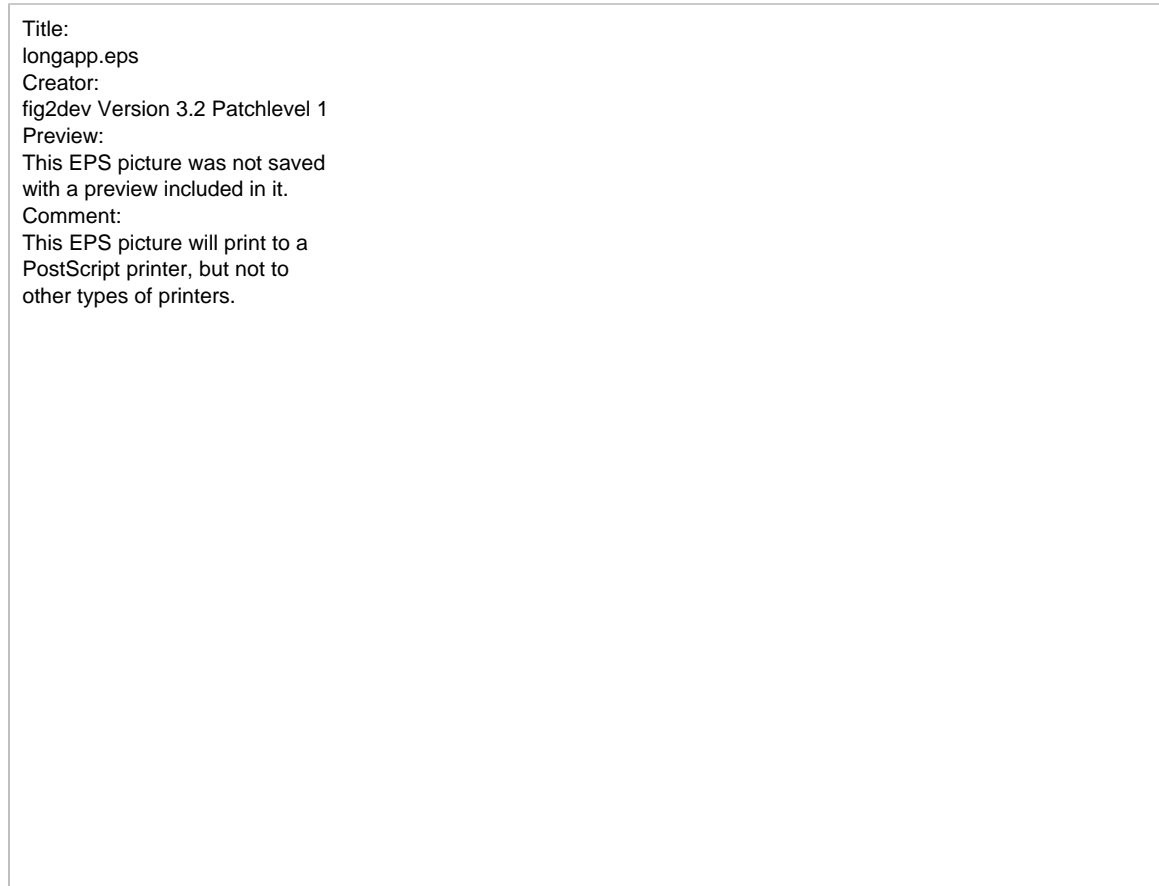 Title:
longapp.eps
Creator:
fig2dev Version 3.2 Patchlevel 1
Preview:
This EPS picture was not saved
with a preview included in it.
Comment:
This EPS picture will print to a
PostScript printer, but not to
other types of printers.